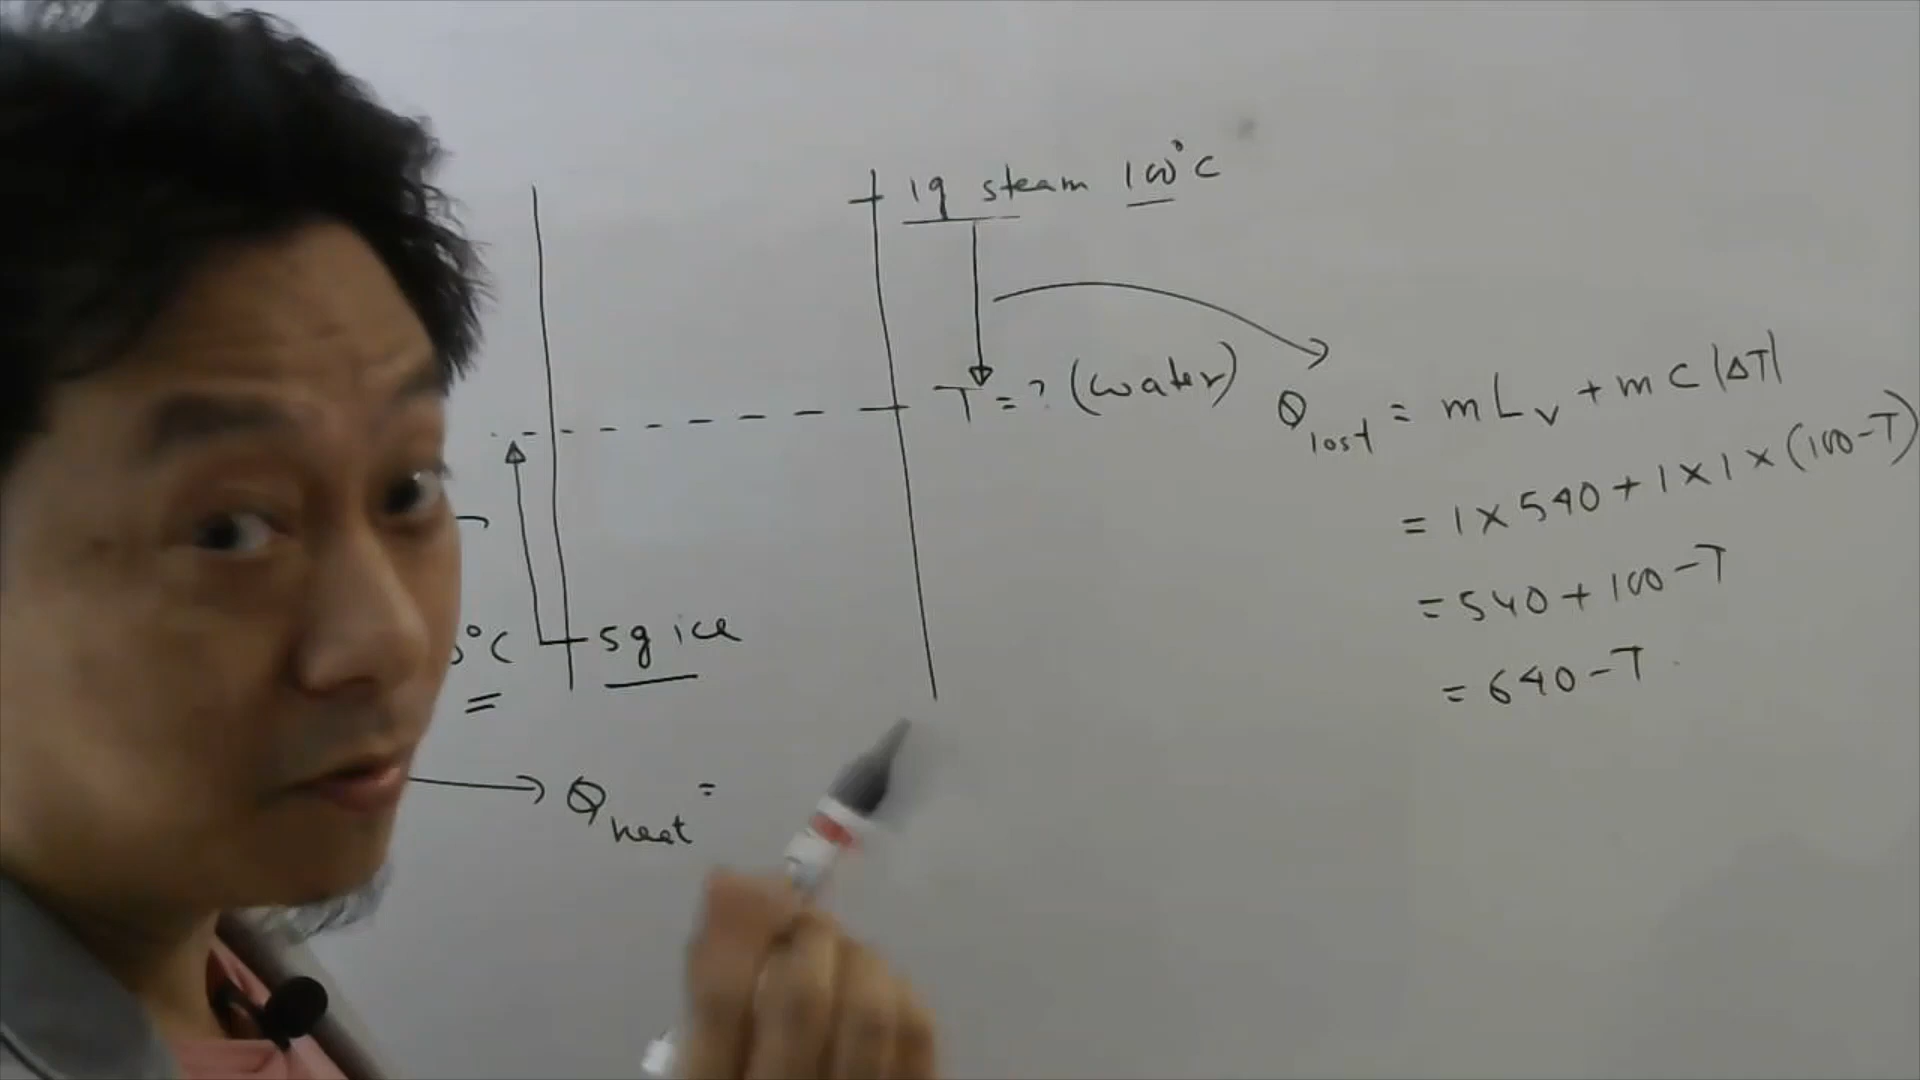 1g steam 100°C
T = ? (water)
Q lost = mLv + mC|ΔT|
= 1 × 540 + 1 × 1 × (100-T)
= 540 + 100 - T
= 640 - T
°C
5g ice
Q heat =